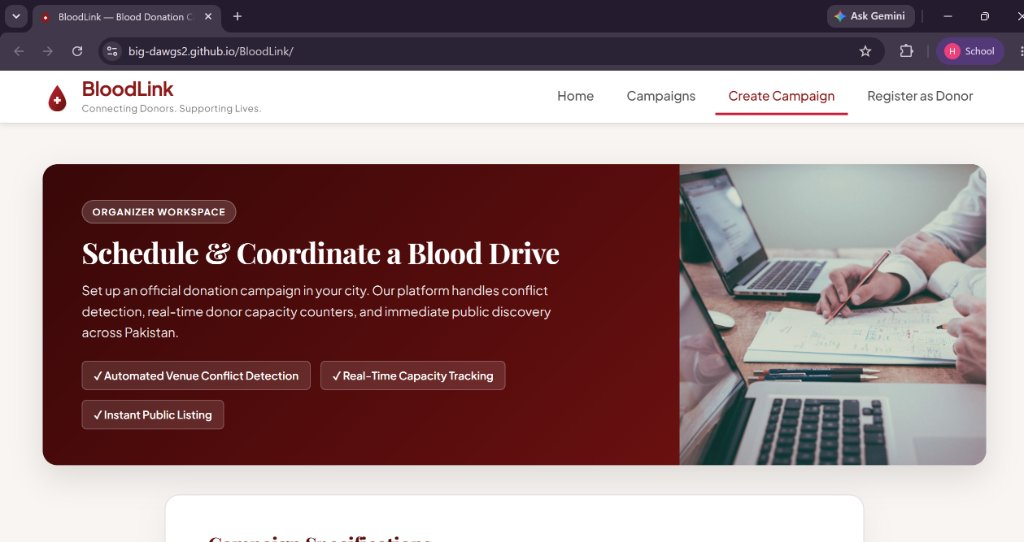 BloodLink — Blood Donation C
Ask Gemini
big-dawgs2.github.io/BloodLink/
H School
BloodLink
Connecting Donors. Supporting Lives.
Home Campaigns Create Campaign Register as Donor
ORGANIZER WORKSPACE
Schedule & Coordinate a Blood Drive
Set up an official donation campaign in your city. Our platform handles conflict
detection, real-time donor capacity counters, and immediate public discovery
across Pakistan.
✓ Automated Venue Conflict Detection ✓ Real-Time Capacity Tracking
✓ Instant Public Listing
Campaign Specifications